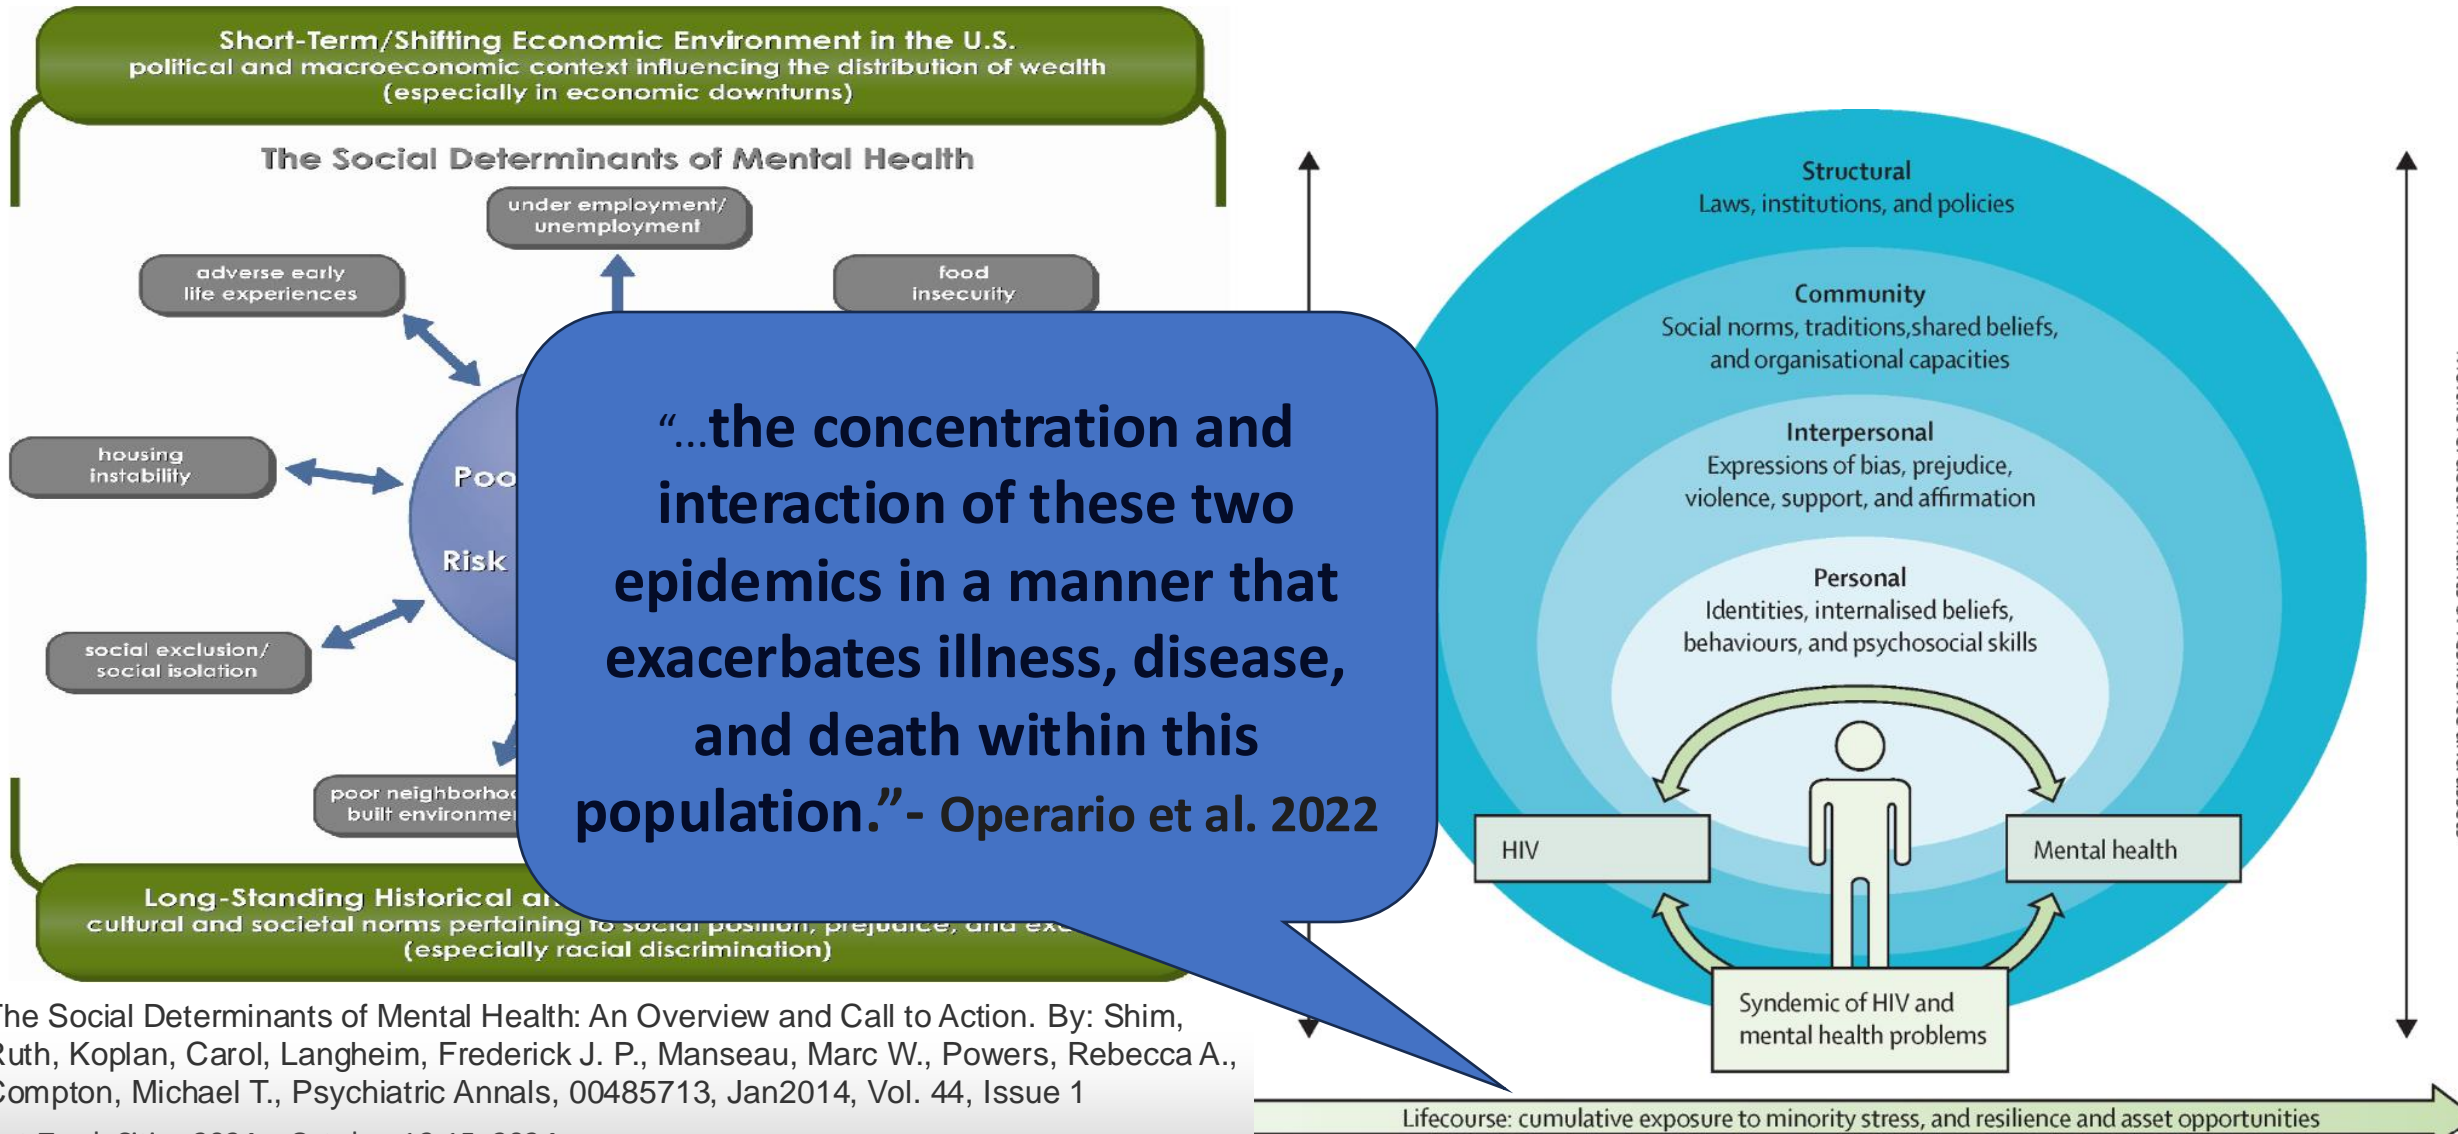 Short-Term/Shifting Economic Environment in the U.S.
political and macroeconomic context influencing the distribution of wealth
(especially in economic downturns)
The Social Determinants of Mental Health
under employment/
unemployment
adverse early
life experiences
food
insecurity
housing
instability
Poo
Risk
social exclusion/
social isolation
poor neighborho
built environme
Long-Standing Historical an
cultural and societal norms pertaining to social position, prejudice, and exc
(especially racial discrimination)
“...the concentration and
interaction of these two
epidemics in a manner that
exacerbates illness, disease,
and death within this
population.”- Operario et al. 2022
Structural
Laws, institutions, and policies
Community
Social norms, traditions,shared beliefs,
and organisational capacities
Interpersonal
Expressions of bias, prejudice,
violence, support, and affirmation
Personal
Identities, internalised beliefs,
behaviours, and psychosocial skills
HIV
Mental health
Syndemic of HIV and
mental health problems
Lifecourse: cumulative exposure to minority stress, and resilience and asset opportunities
The Social Determinants of Mental Health: An Overview and Call to Action. By: Shim,
Ruth, Koplan, Carol, Langheim, Frederick J. P., Manseau, Marc W., Powers, Rebecca A.,
Compton, Michael T., Psychiatric Annals, 00485713, Jan2014, Vol. 44, Issue 1